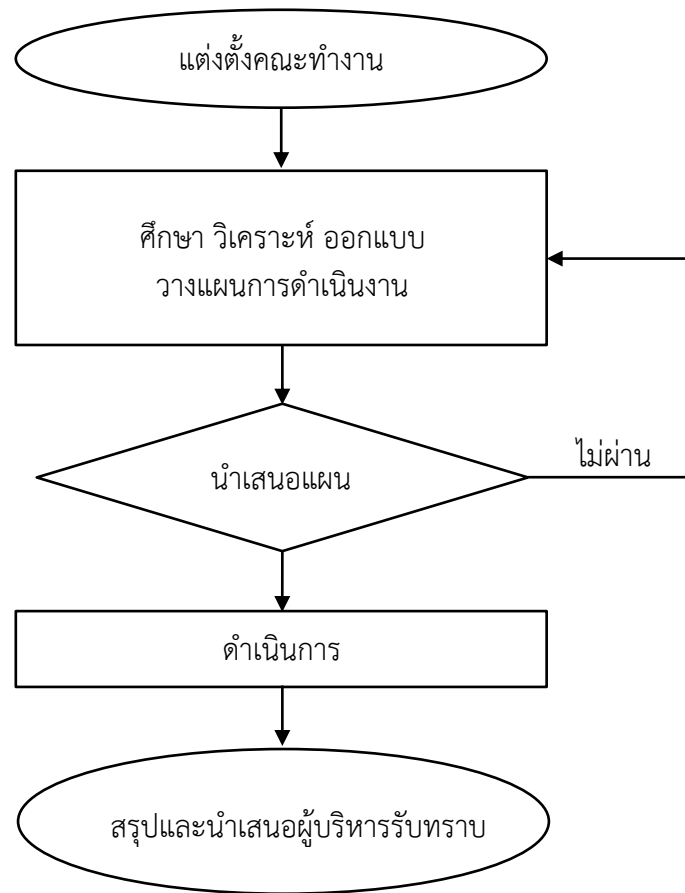 แต่งตั้งคณะทำงาน
ศึกษา วิเคราะห์ ออกแบบ
วางแผนการดำเนินงาน
นำเสนอแผน
ไม่ผ่าน
ดำเนินการ
สรุปและนำเสนอผู้บริหารรับทราบ